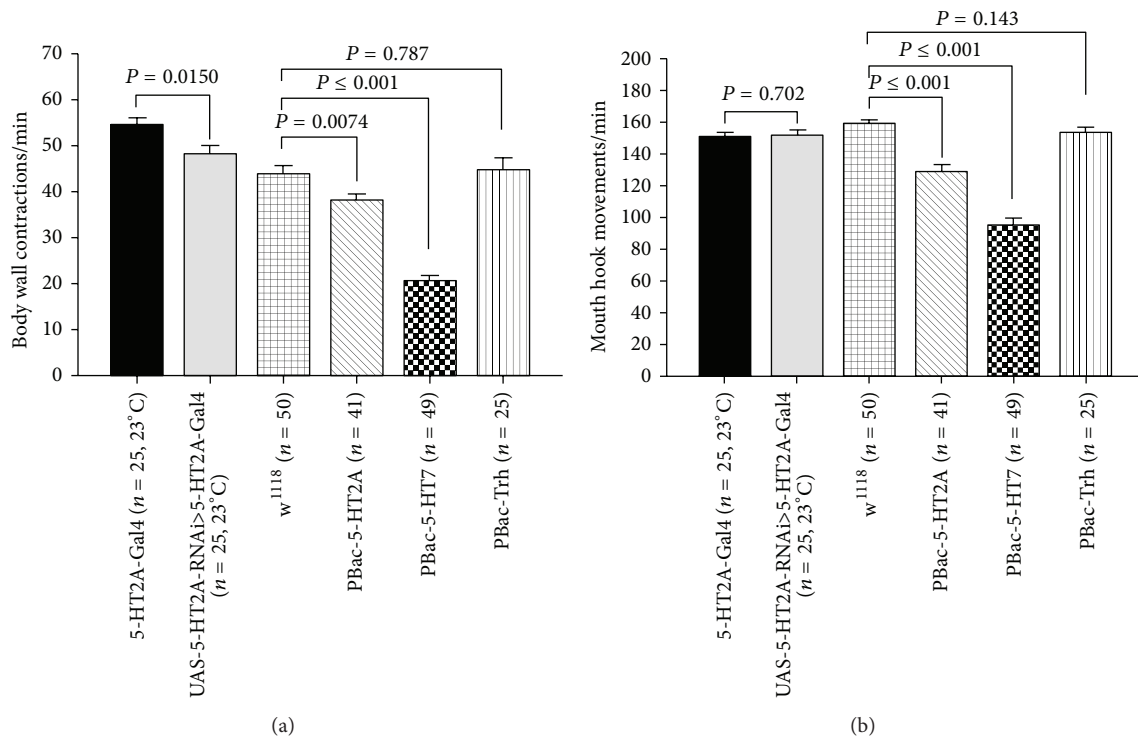 70
60
50
40
30
20
10
0
Body wall contractions/min
P = 0.0150
P = 0.787
P ≤ 0.001
P = 0.0074
5-HT2A-Gal4 (n = 25, 23°C)
UAS-5-HT2A-RNAi>5-HT2A-Gal4
(n = 25, 23°C)
w1118 (n = 50)
PBac-5-HT2A (n = 41)
PBac-5-HT7 (n = 49)
PBac-Trh (n = 25)
(a)
200
180
160
140
120
100
80
60
40
20
0
Mouth hook movements/min
P = 0.702
P = 0.143
P ≤ 0.001
P ≤ 0.001
5-HT2A-Gal4 (n = 25, 23°C)
UAS-5-HT2A-RNAi>5-HT2A-Gal4
(n = 25, 23°C)
w1118 (n = 50)
PBac-5-HT2A (n = 41)
PBac-5-HT7 (n = 49)
PBac-Trh (n = 25)
(b)